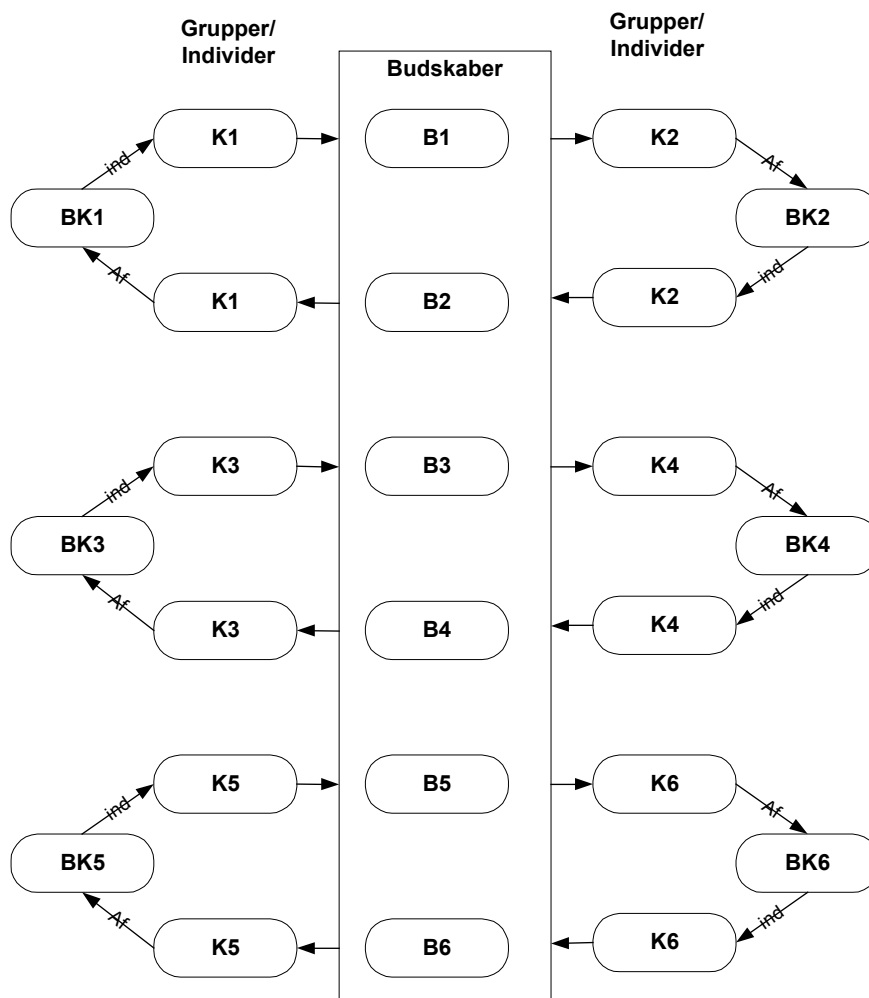 Grupper/
Individer
Budskaber
Grupper/
Individer
K1
B1
K2
ind
Af
BK1
BK2
Af
ind
K1
B2
K2
K3
B3
K4
ind
Af
BK3
BK4
Af
ind
K3
B4
K4
K5
B5
K6
ind
Af
BK5
BK6
Af
ind
K5
B6
K6